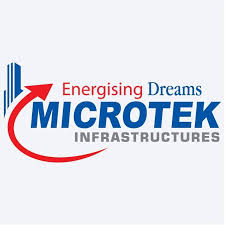 Energising Dreams
MICROTEK
INFRASTRUCTURES